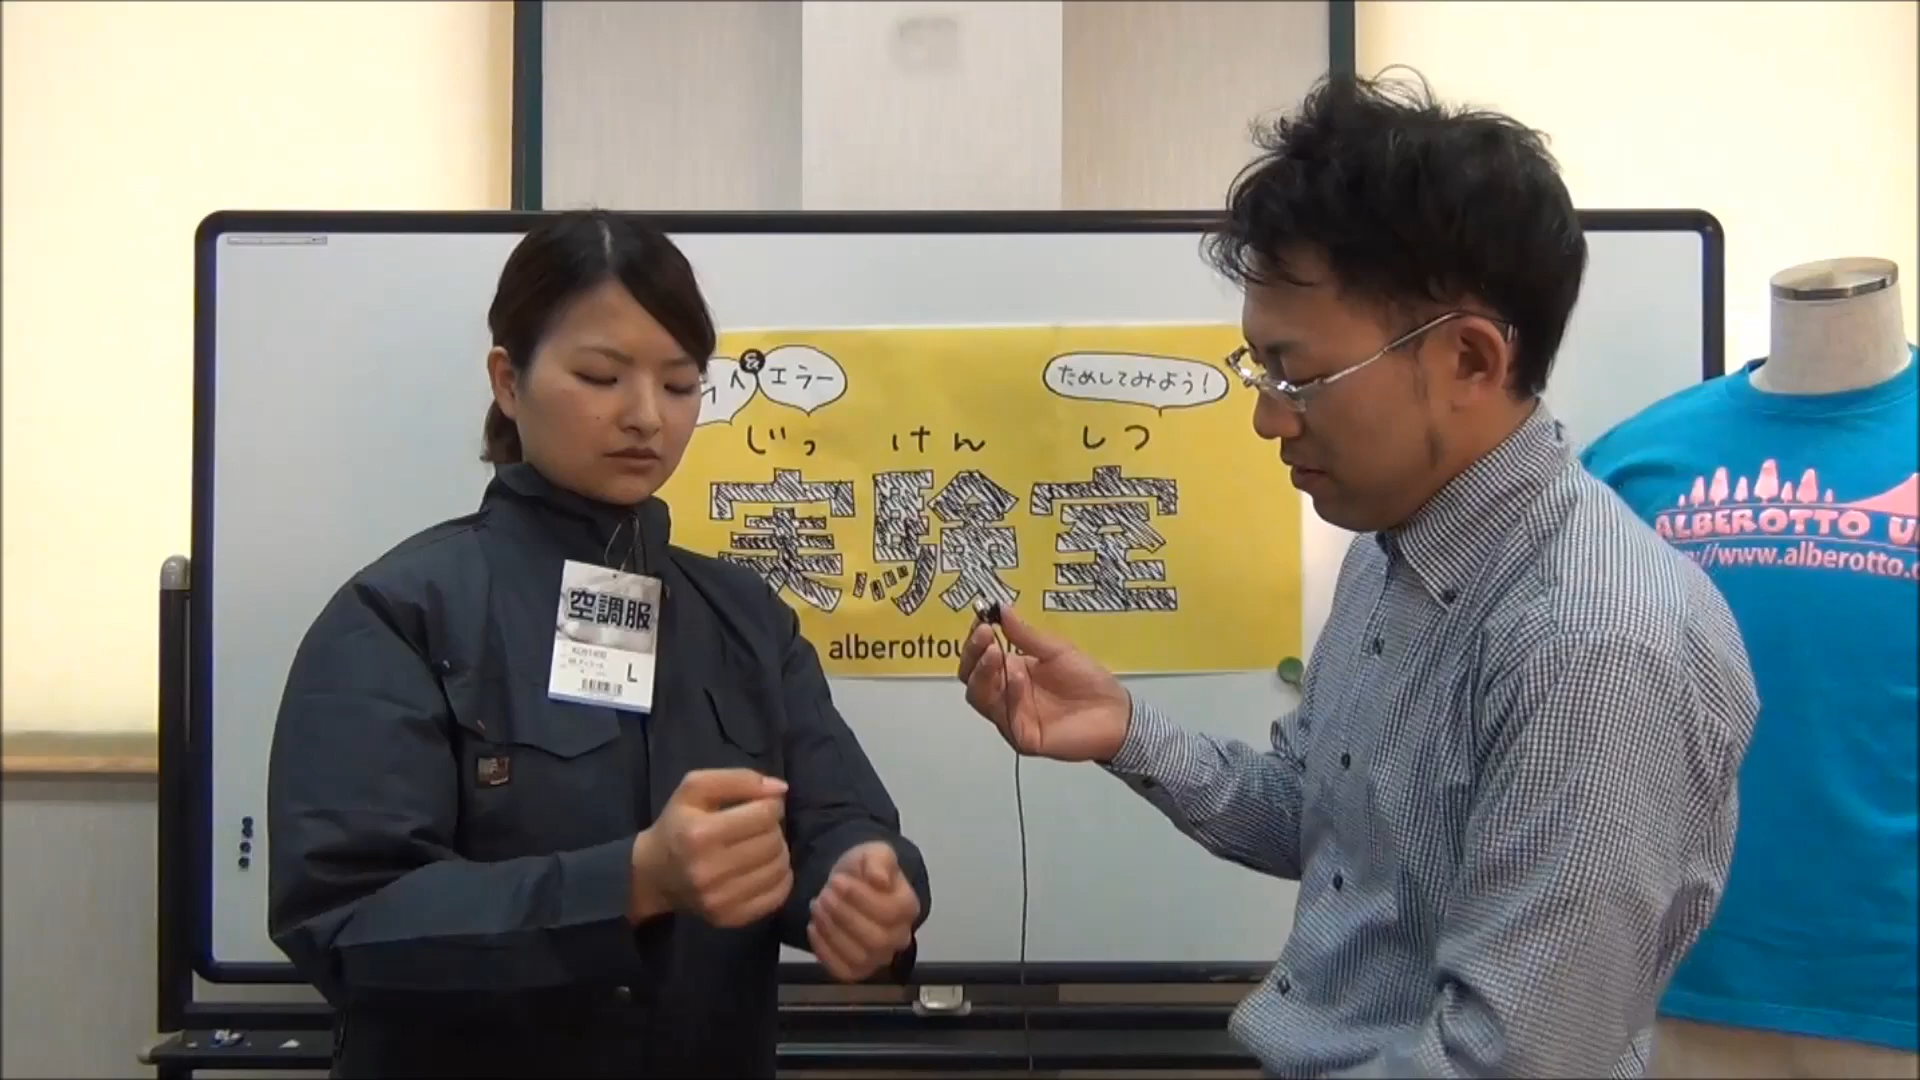 &
エラー
ためしてみよう!
じっ けん しつ
実験室
alberottou
空調服
L
ALBEROTTO U
//www.alberotto.